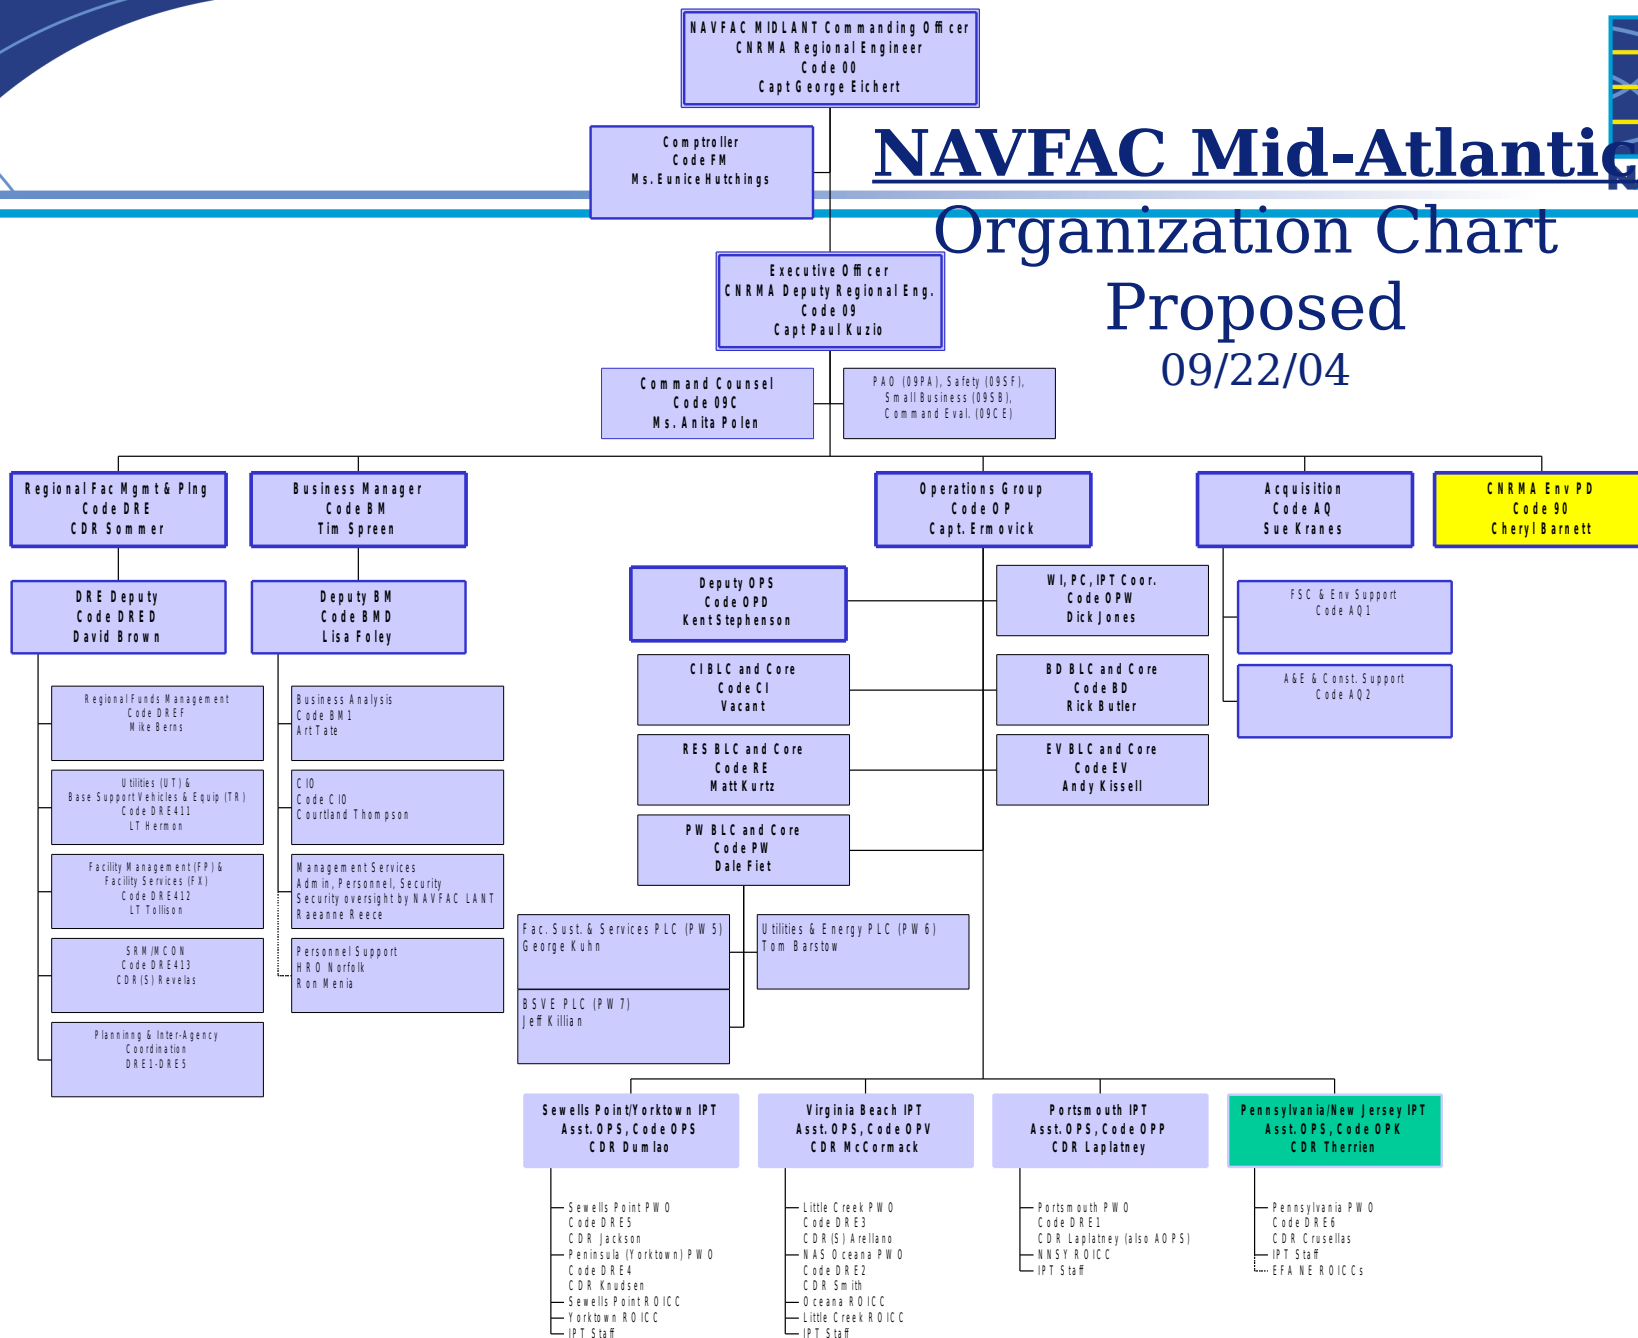 NAVFAC MIDLANT Commanding Officer
CNRMA Regional Engineer
Code 00
Capt George Eichert
Comptroller
Code FM
Ms. Eunice Hutchings
NAVFAC Mid-Atlantic
Organization Chart
Proposed
09/22/04
Executive Officer
CNRMA Deputy Regional Eng.
Code 09
Capt Paul Kuzio
Command Counsel
Code 09C
Ms. Anita Polen
PAO (09PA), Safety (09SF),
Small Business (09SB),
Command Eval. (09CE)
Regional Fac Mgmt & Plng
Code DRE
CDR Sommer
Business Manager
Code BM
Tim Spreen
Operations Group
Code OP
Capt. Ermovick
Acquisition
Code AQ
Sue Kranes
CNRMA Env PD
Code 90
Cheryl Barnett
DRE Deputy
Code DRED
David Brown
Deputy BM
Code BMD
Lisa Foley
Deputy OPS
Code OPD
Kent Stephenson
WI, PC, IPT Coor.
Code OPW
Dick Jones
FSC & Env Support
Code AQ1
A&E & Const. Support
Code AQ2
CI BLC and Core
Code CI
Vacant
BD BLC and Core
Code BD
Rick Butler
RES BLC and Core
Code RE
Matt Kurtz
EV BLC and Core
Code EV
Andy Kissell
PW BLC and Core
Code PW
Dale Fiet
Regional Funds Management
Code DREF
Mike Berns
Utilities (UT) &
Base Support Vehicles & Equip (TR)
Code DRE411
LT Hermon
Facility Management (FP) &
Facility Services (FX)
Code DRE412
LT Tollison
SRM/MCON
Code DRE413
CDR(S) Revelas
Planninng & Inter-Agency
Coordination
DRE1-DRE5
Business Analysis
Code BM1
Art Tate
CIO
Code CIO
Courtland Thompson
Management Services
Admin, Personnel, Security
Security oversight by NAVFAC LANT
Raeanne Reece
Personnel Support
HRO Norfolk
Ron Menia
Fac. Sust. & Services PLC (PW5)
George Kuhn
Utilities & Energy PLC (PW6)
Tom Barstow
BSVE PLC (PW7)
Jeff Killian
Sewells Point/Yorktown IPT
Asst. OPS, Code OPS
CDR Dumlao
Virginia Beach IPT
Asst. OPS, Code OPV
CDR McCormack
Portsmouth IPT
Asst. OPS, Code OPP
CDR Laplatney
Pennsylvania/New Jersey IPT
Asst. OPS, Code OPK
CDR Therrien
Sewells Point PWO
Code DRE5
CDR Jackson
Peninsula (Yorktown) PWO
Code DRE4
CDR Knudsen
Sewells Point ROICC
Yorktown ROICC
IPT Staff
Little Creek PWO
Code DRE3
CDR(S) Arellano
NAS Oceana PWO
Code DRE2
CDR Smith
Oceana ROICC
Little Creek ROICC
IPT Staff
Portsmouth PWO
Code DRE1
CDR Laplatney (also AOPS)
NNSY ROICC
IPT Staff
Pennsylvania PWO
Code DRE6
CDR Crusellas
IPT Staff
EFA NE ROICCs